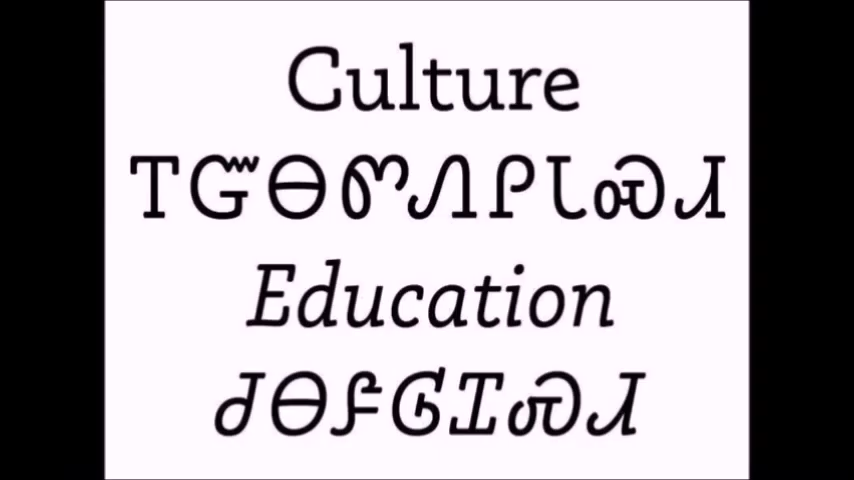 Culture
ᎢᏳᎾᏛᏁᎵᏓᏍᏗ
Education
ᏧᎾᏕᎶᏆᏍᏗ